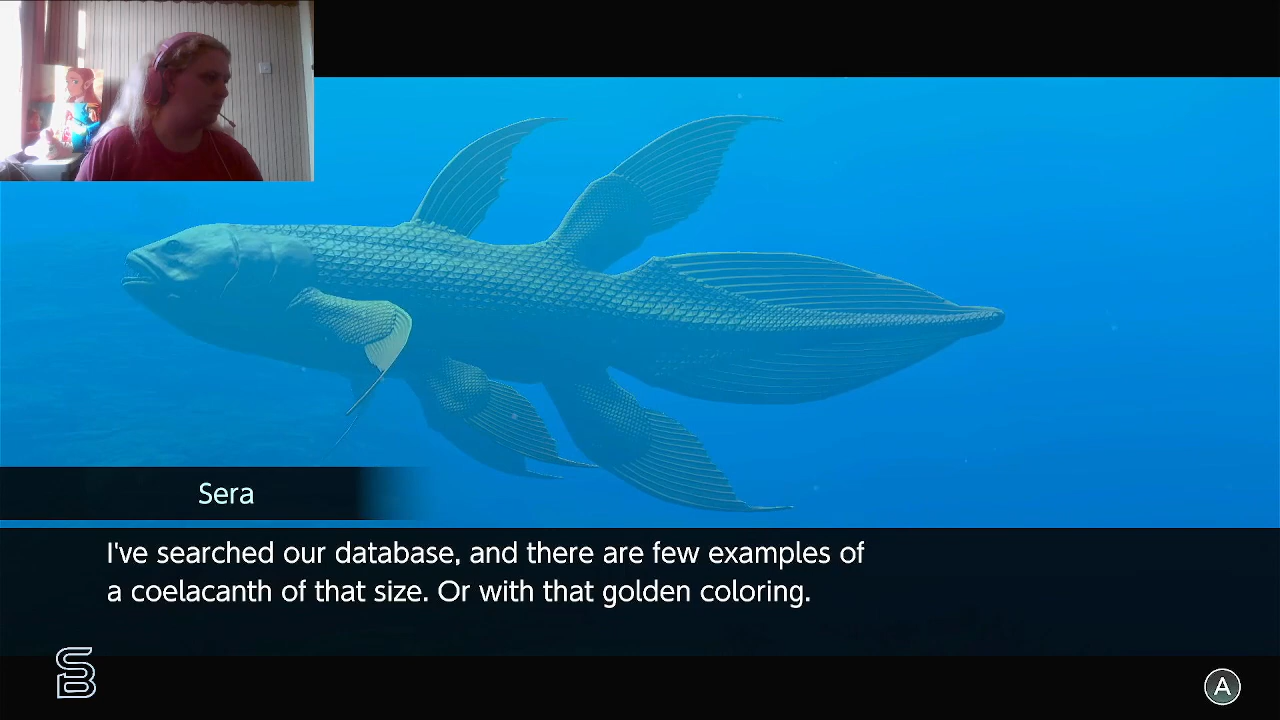 Sera
I've searched our database, and there are few examples of
a coelacanth of that size. Or with that golden coloring.
SB
A